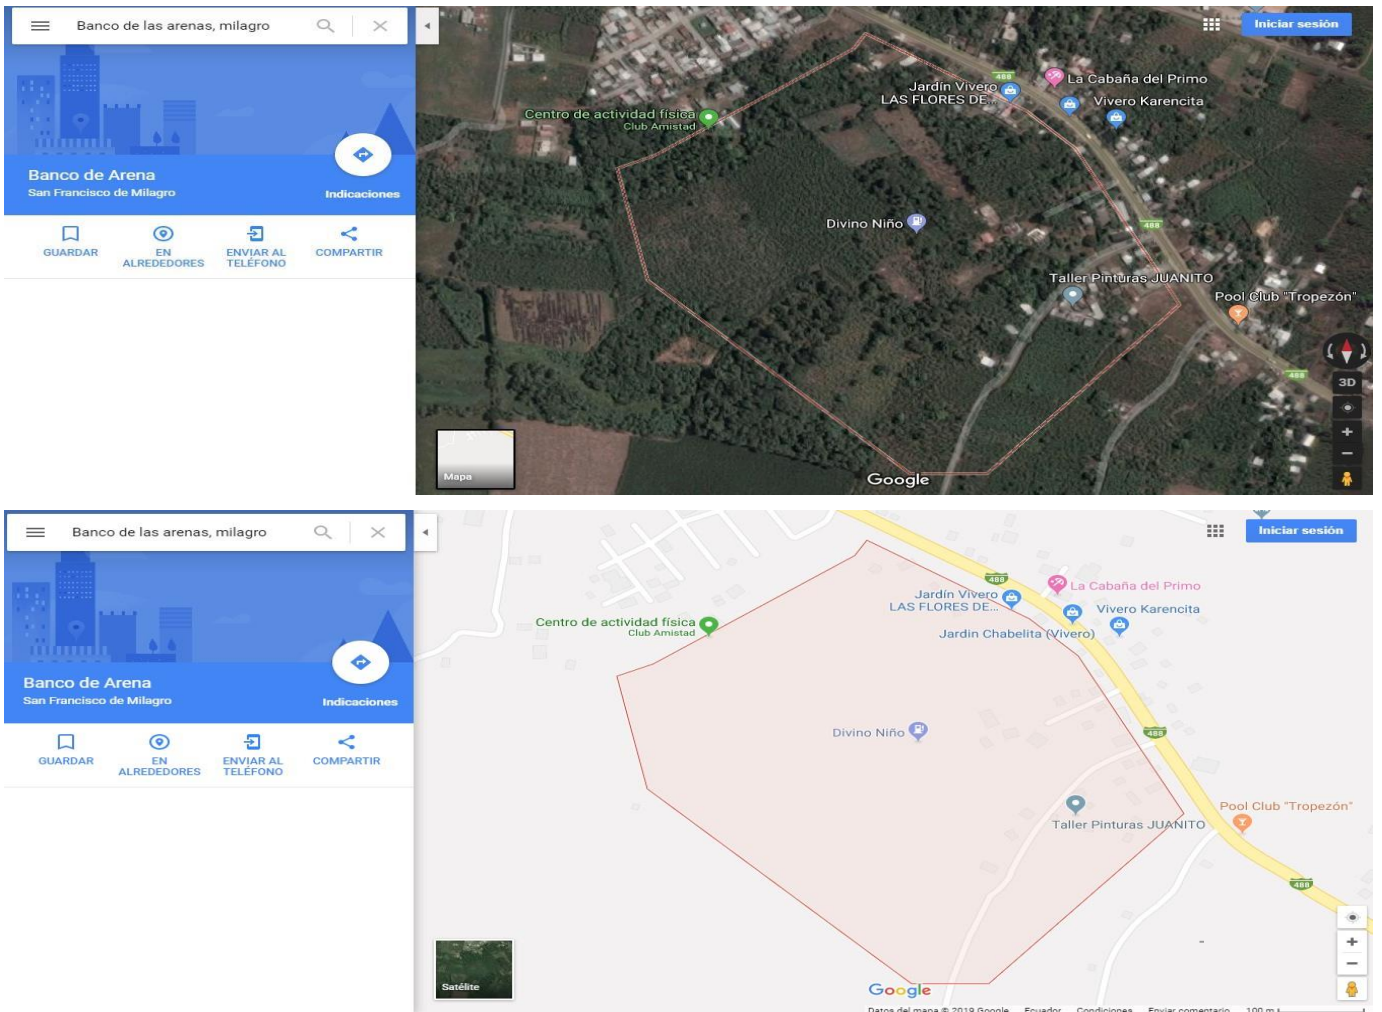 Banco de las arenas, milagro
Iniciar sesión
488
La Cabaña del Primo
Jardín Vivero
LAS FLORES DE...
Vivero Karencita
Centro de actividad física
Club Amistad
Banco de Arena
San Francisco de Milagro
Indicaciones
Divino Niño
488
GUARDAR
EN ALREDEDORES
ENVIAR AL TELÉFONO
COMPARTIR
Taller Pinturas JUANITO
Pool Club "Tropezón"
488
3D
Mapa
Google
Banco de las arenas, milagro
Iniciar sesión
488
La Cabaña del Primo
Jardín Vivero
LAS FLORES DE...
Vivero Karencita
Centro de actividad física
Club Amistad
Jardin Chabelita (Vivero)
Banco de Arena
San Francisco de Milagro
Indicaciones
Divino Niño
488
GUARDAR
EN ALREDEDORES
ENVIAR AL TELÉFONO
COMPARTIR
Pool Club "Tropezón"
Taller Pinturas JUANITO
488
Satélite
Google
Datos del mapa © 2019 Google Ecuador Condiciones Enviar comentario 100 m